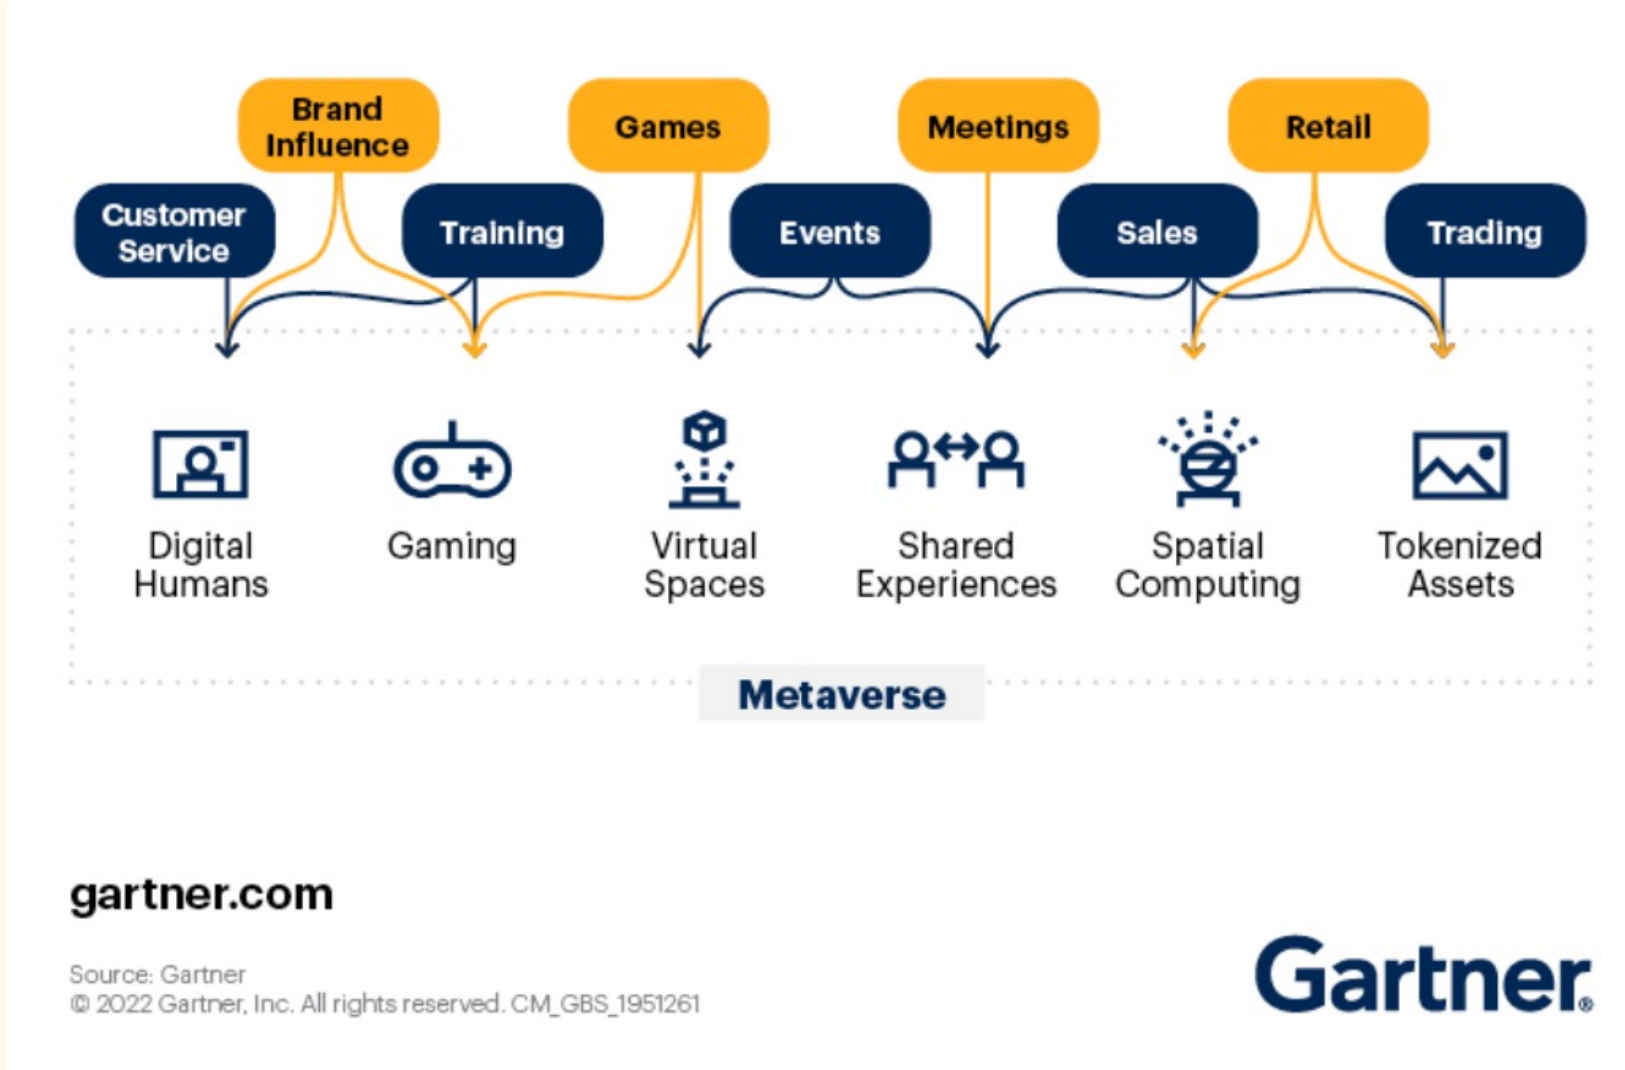 Brand
Influence
Games
Meetings
Retail
Customer
Service
Training
Events
Sales
Trading
Digital
Humans
Gaming
Virtual
Spaces
Shared
Experiences
Spatial
Computing
Tokenized
Assets
Metaverse
gartner.com
Source: Gartner
© 2022 Gartner, Inc. All rights reserved. CM_GBS_1951261
Gartner®